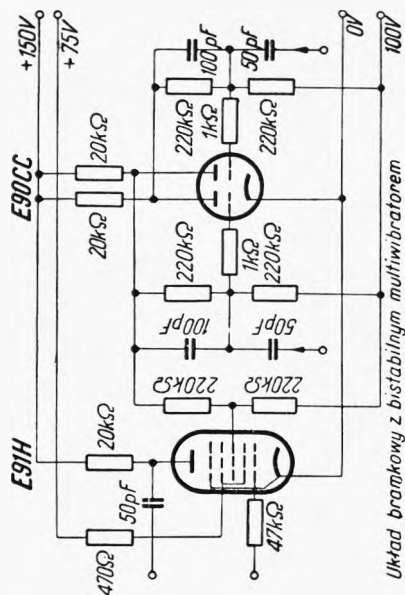 +150V
+75V
E91H
E90CC
470Ω
20kΩ
20kΩ
20kΩ
50pF
47kΩ
220kΩ
220kΩ
100pF
50pF
220kΩ
220kΩ
1kΩ
1kΩ
220kΩ
220kΩ
100pF
50pF
0V
100V
Układ bramkowy z bistabilnym multiwibratorem